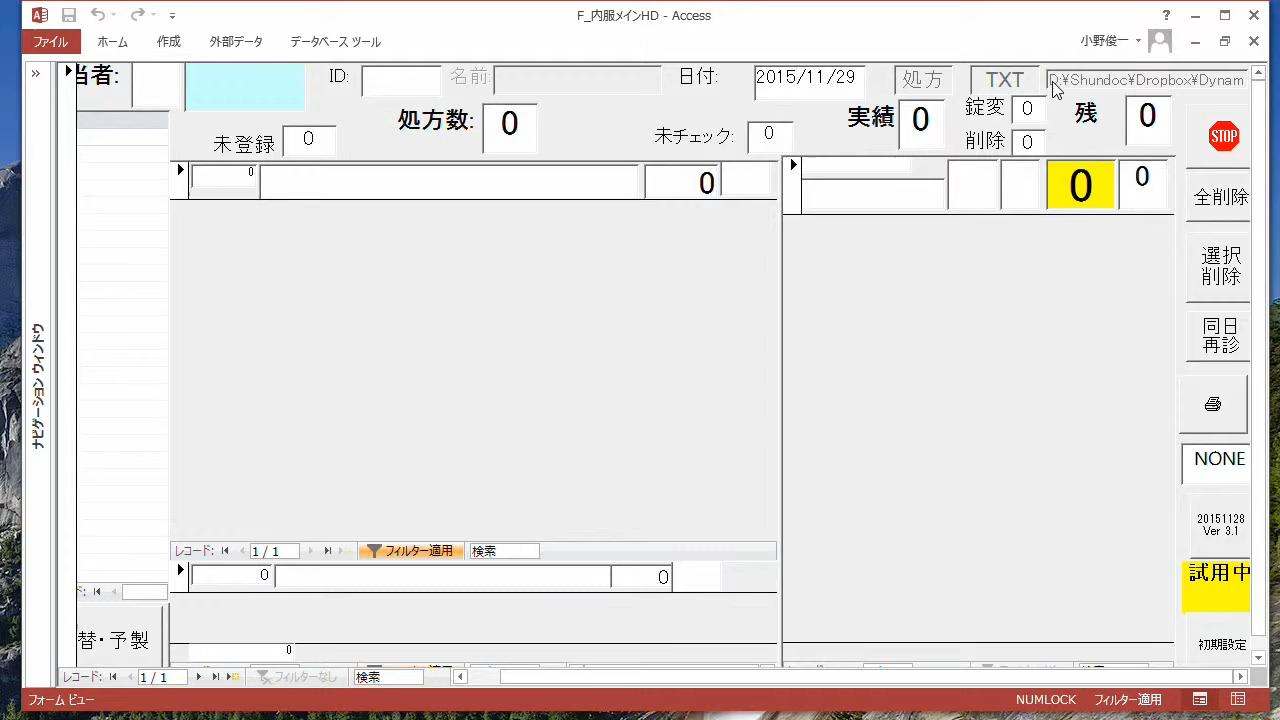 F_内服メインHD - Access
ファイル ホーム 作成 外部データ データベース ツール 小野俊一
当者: ID: 名前: 日付: 2015/11/29 処方 TXT D:¥Shundoc¥Dropbox¥Dynam
未登録 0 処方数: 0 未チェック: 0 実績 0 錠変 0 残 0
削除 0
STOP
0 0 0 0
全削除
選択
削除
同日
再診
NONE
20151128
Ver 3.1
レコード: 1 / 1 フィルター適用 検索
0 0
試用中
替・予製
0
初期設定
レコード: 1 / 1 フィルターなし 検索
ナビゲーション ウィンドウ
フォーム ビュー NUMLOCK フィルター適用